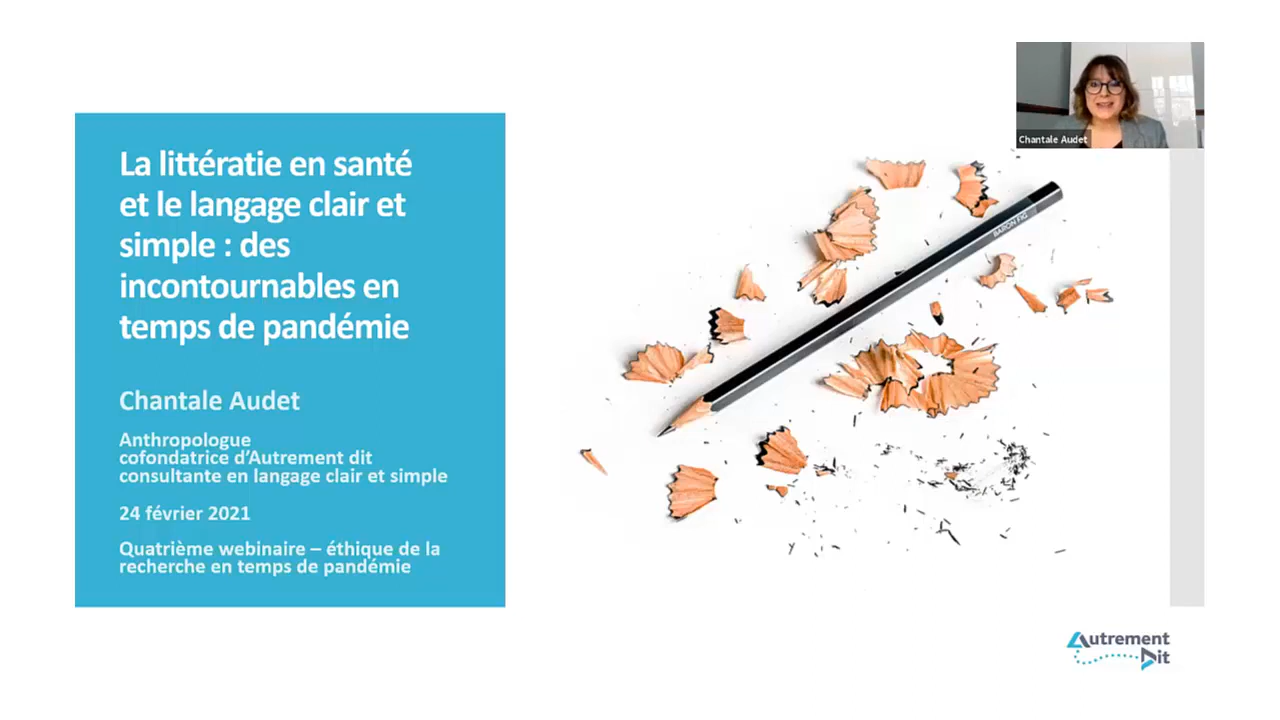 La littératie en santé
et le langage clair et
simple : des
incontournables en
temps de pandémie
Chantale Audet
Anthropologue
cofondatrice d'Autrement dit
consultante en langage clair et simple
24 février 2021
Quatrième webinaire – éthique de la
recherche en temps de pandémie
Chantale Audet
BARON FIG
Autrement
Dit